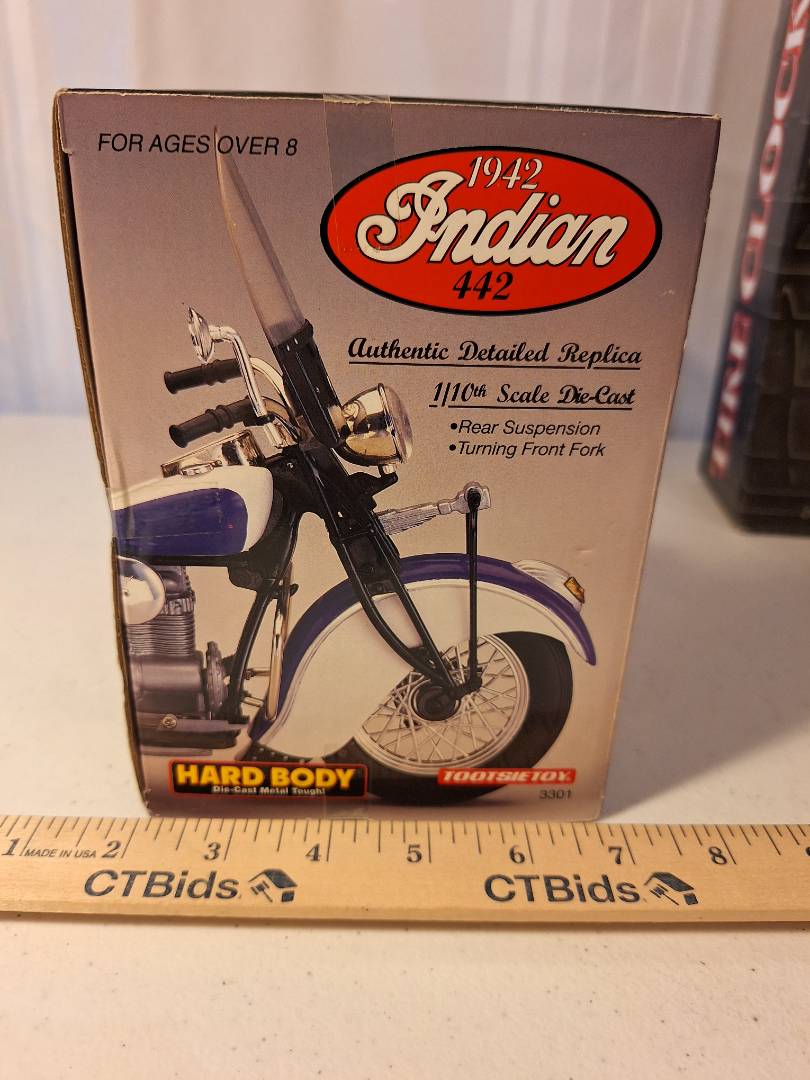 FOR AGES OVER 8
1942
Indian
442
Authentic Detailed Replica
1/10th Scale Die-Cast
•Rear Suspension
•Turning Front Fork
HARD BODY
Die-Cast Metal Tough!
TOOTSIETOY
3301
FINE CLOCK
1 MADE IN USA 2 3 4 5 6 7 8
CTBids CTBids